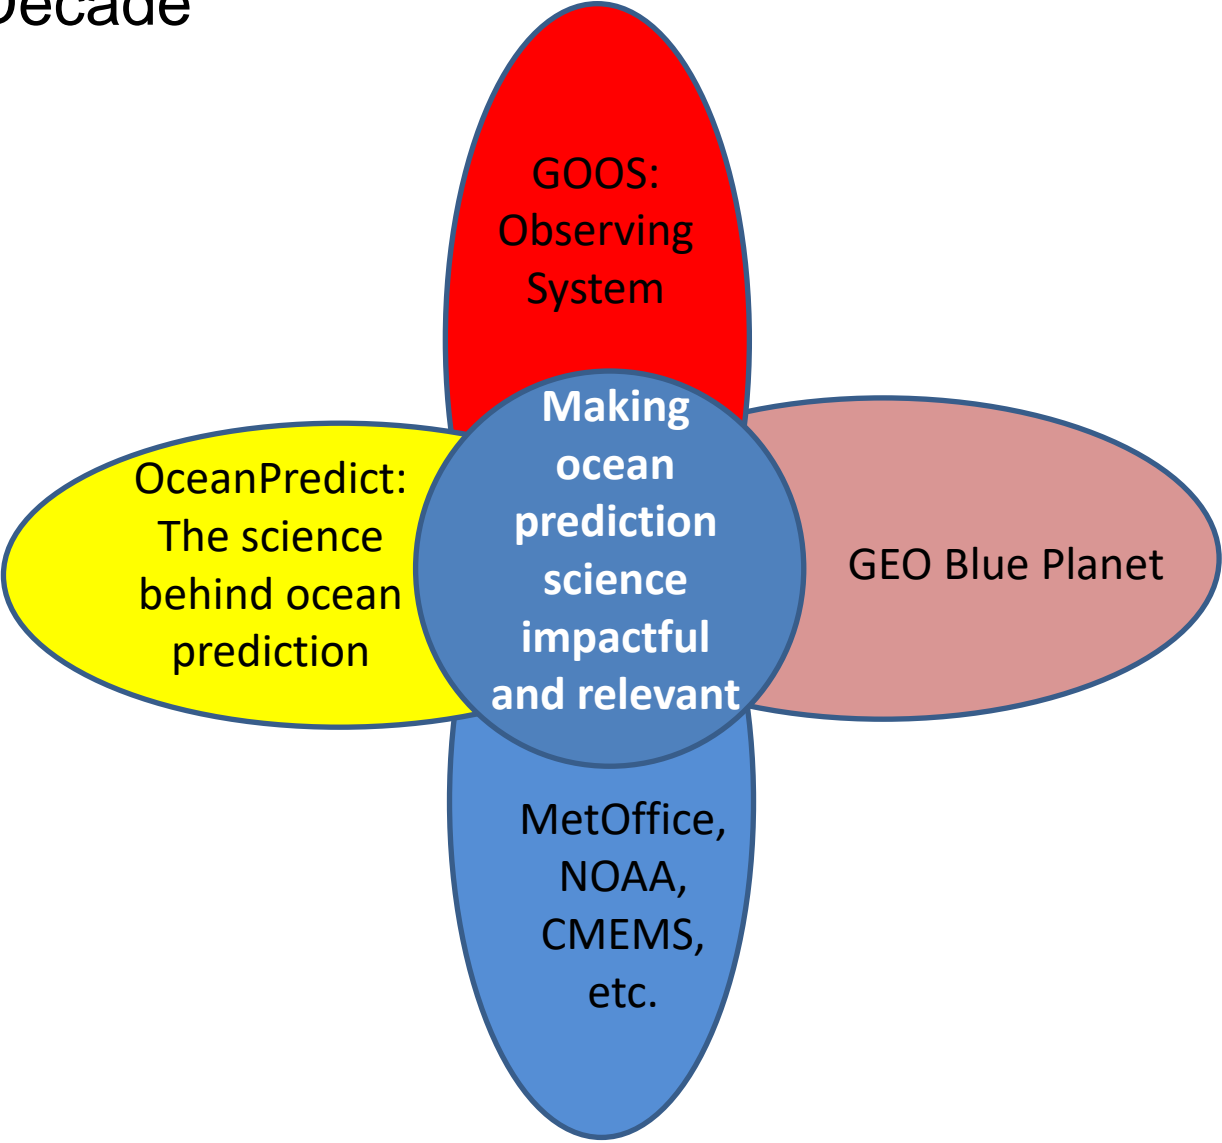 Decade
GOOS:
Observing
System
Making
ocean
prediction
science
impactful
and relevant
OceanPredict:
The science
behind ocean
prediction
GEO Blue Planet
MetOffice,
NOAA,
CMEMS,
etc.